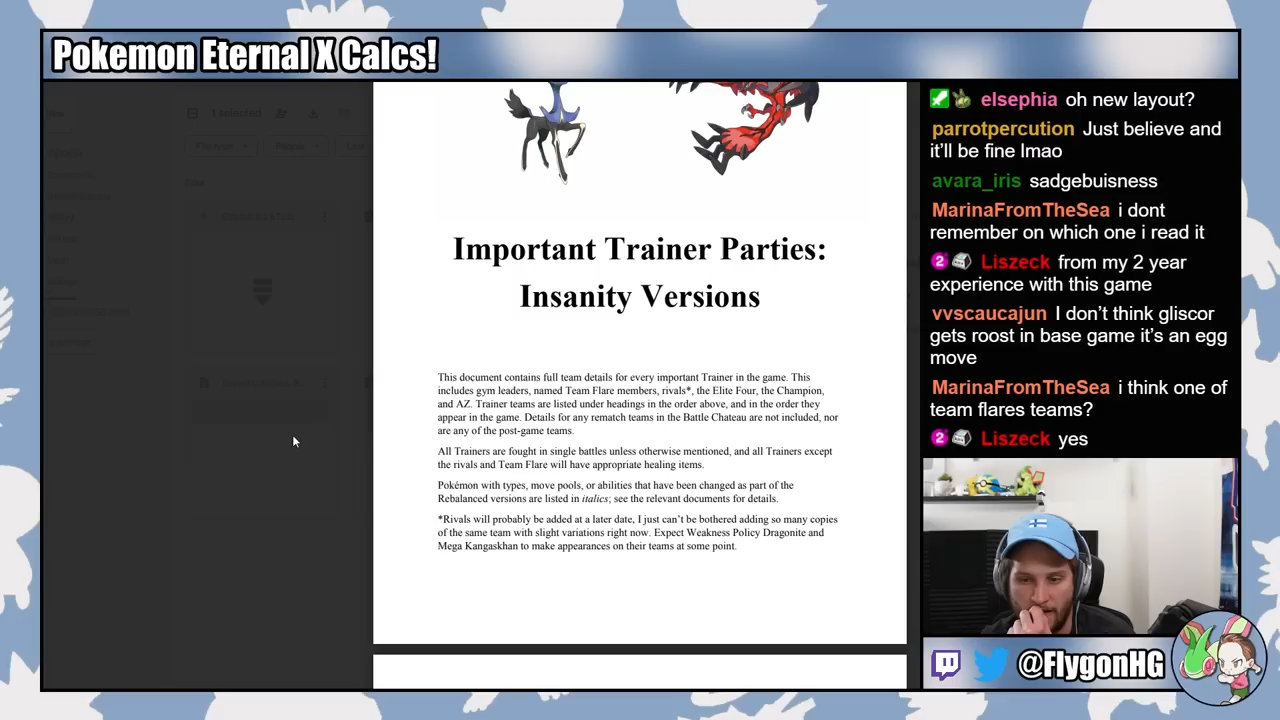 Pokemon Eternal X Calcs!
1 selected
Important Trainer Parties:
Insanity Versions
This document contains full team details for every important Trainer in the game. This
includes gym leaders, named Team Flare members, rivals*, the Elite Four, the Champion,
and AZ. Trainer teams are listed under headings in the order above, and in the order they
appear in the game. Details for any rematch teams in the Battle Chateau are not included, nor
are any of the post-game teams.
All Trainers are fought in single battles unless otherwise mentioned, and all Trainers except
the rivals and Team Flare will have appropriate healing items.
Pokémon with types, move pools, or abilities that have been changed as part of the
Rebalanced versions are listed in italics; see the relevant documents for details.
*Rivals will probably be added at a later date, I just can't be bothered adding so many copies
of the same team with slight variations right now. Expect Weakness Policy Dragonite and
Mega Kangaskhan to make appearances on their teams at some point.
elsephia oh new layout?
parrotpercution Just believe and
it'll be fine lmao
avara_iris sadgebuisness
MarinaFromTheSea i dont
remember on which one i read it
2 Liszeck from my 2 year
experience with this game
vvscaucajun I don't think gliscor
gets roost in base game it's an egg
move
MarinaFromTheSea i think one of
team flares teams?
2 Liszeck yes
@FlygonHG